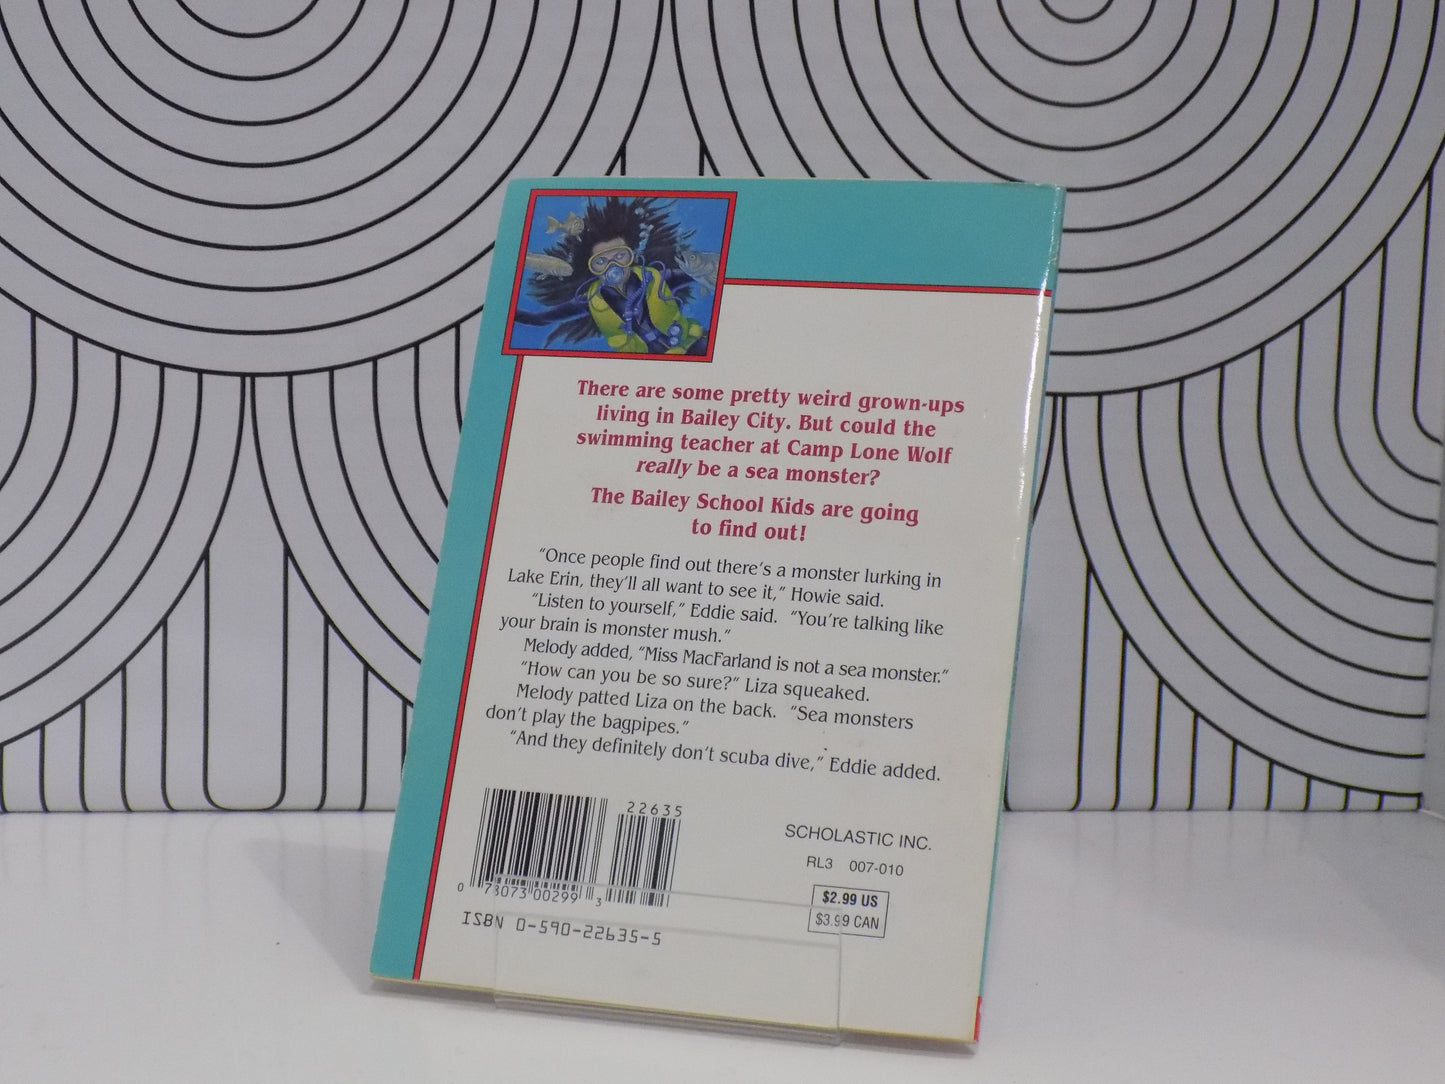 There are some pretty weird grown-ups
living in Bailey City. But could the
swimming teacher at Camp Lone Wolf
really be a sea monster?
The Bailey School Kids are going
to find out!
“Once people find out there’s a monster lurking in
Lake Erin, they’ll all want to see it,” Howie said.
“Listen to yourself,” Eddie said. “You’re talking like
your brain is monster mush.”
Melody added, “Miss MacFarland is not a sea monster.”
“How can you be so sure?” Liza squeaked.
Melody patted Liza on the back. “Sea monsters
don’t play the bagpipes.”
“And they definitely don’t scuba dive,” Eddie added.
22635
0 73073 00299 3
ISBN 0-590-22635-5
SCHOLASTIC INC.
RL3 007-010
$2.99 US
$3.99 CAN